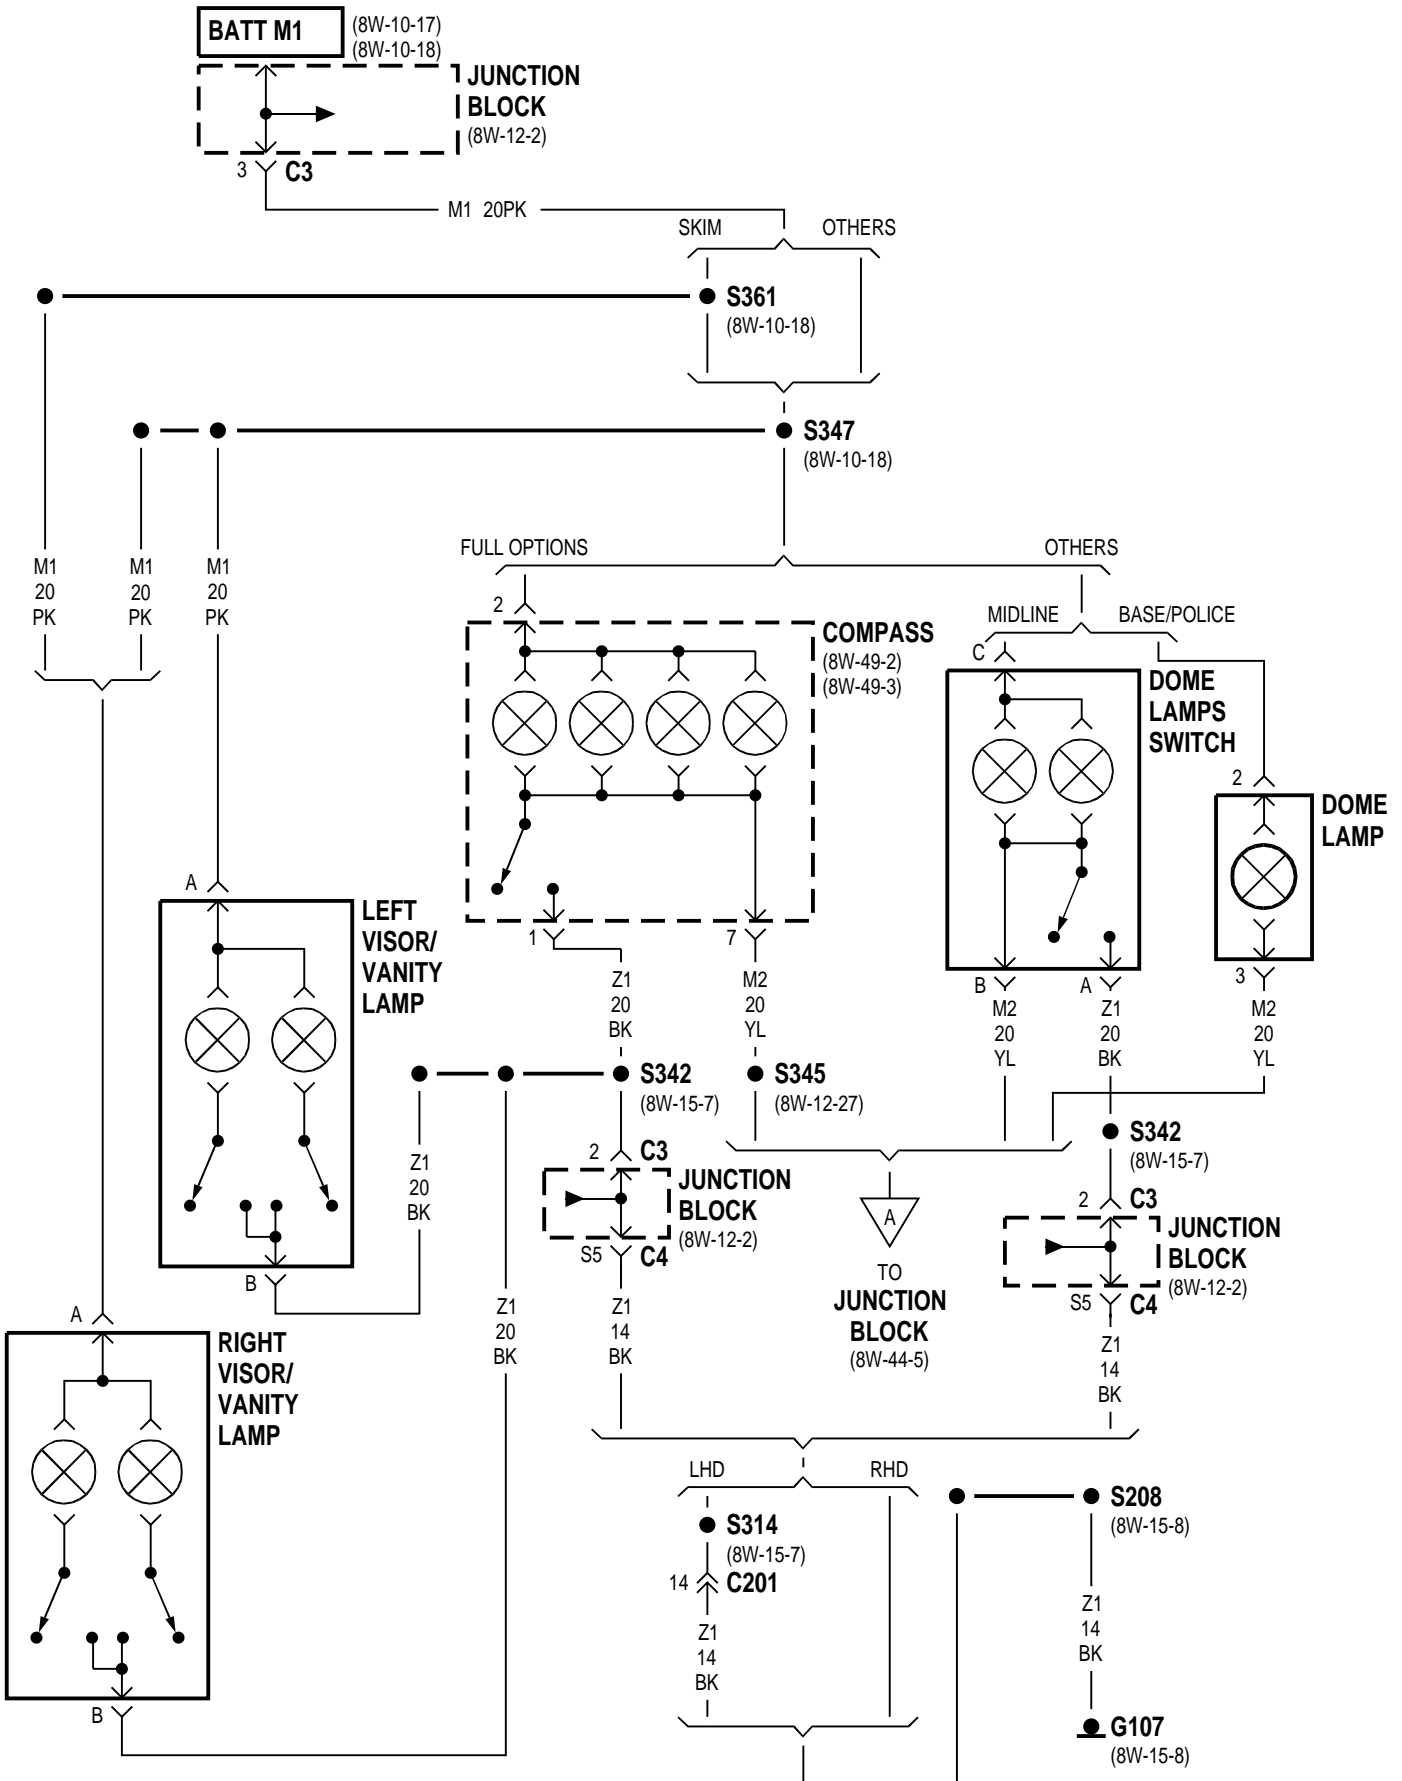 BATT M1
(8W-10-17)
(8W-10-18)
JUNCTION
BLOCK
(8W-12-2)
3
C3
M1 20PK
SKIM
OTHERS
S361
(8W-10-18)
S347
(8W-10-18)
M1
20
PK
M1
20
PK
M1
20
PK
FULL OPTIONS
OTHERS
2
COMPASS
(8W-49-2)
(8W-49-3)
MIDLINE
BASE/POLICE
C
DOME
LAMPS
SWITCH
2
DOME
LAMP
A
LEFT
VISOR/
VANITY
LAMP
1
7
B
A
3
Z1
20
BK
M2
20
YL
M2
20
YL
Z1
20
BK
M2
20
YL
S342
(8W-15-7)
S345
(8W-12-27)
S342
(8W-15-7)
Z1
20
BK
2
C3
JUNCTION
BLOCK
(8W-12-2)
S5
C4
A
TO
JUNCTION
BLOCK
(8W-44-5)
2
C3
JUNCTION
BLOCK
(8W-12-2)
S5
C4
B
Z1
20
BK
Z1
14
BK
Z1
14
BK
A
RIGHT
VISOR/
VANITY
LAMP
LHD
RHD
S314
(8W-15-7)
14
C201
Z1
14
BK
S208
(8W-15-8)
Z1
14
BK
G107
(8W-15-8)
B